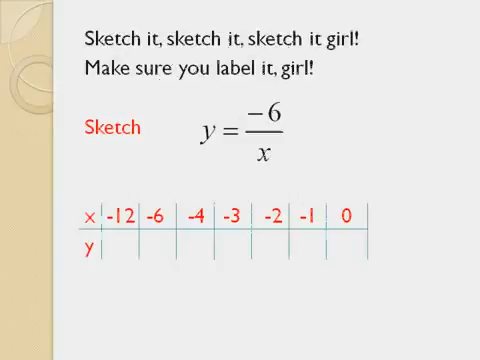 Sketch it, sketch it, sketch it girl!
Make sure you label it, girl!
Sketch y = -6/x
x -12 -6 -4 -3 -2 -1 0
y